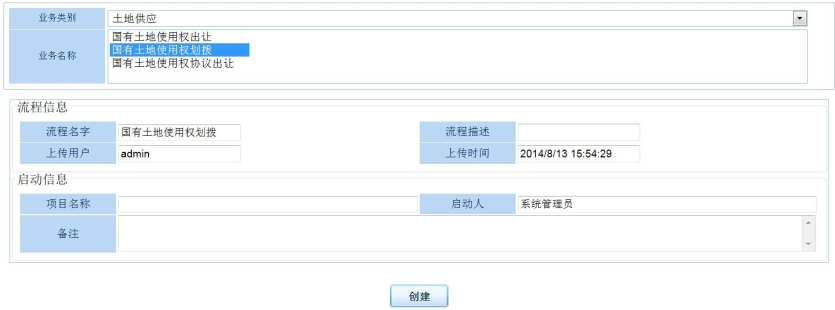 业务类别 土地供应
业务名称
国有土地使用权出让
国有土地使用权划拨
国有土地使用权协议出让
流程信息
流程名字 国有土地使用权划拨 流程描述
上传用户 admin 上传时间 2014/8/13 15:54:29
启动信息
项目名称 启动人 系统管理员
备注
创建